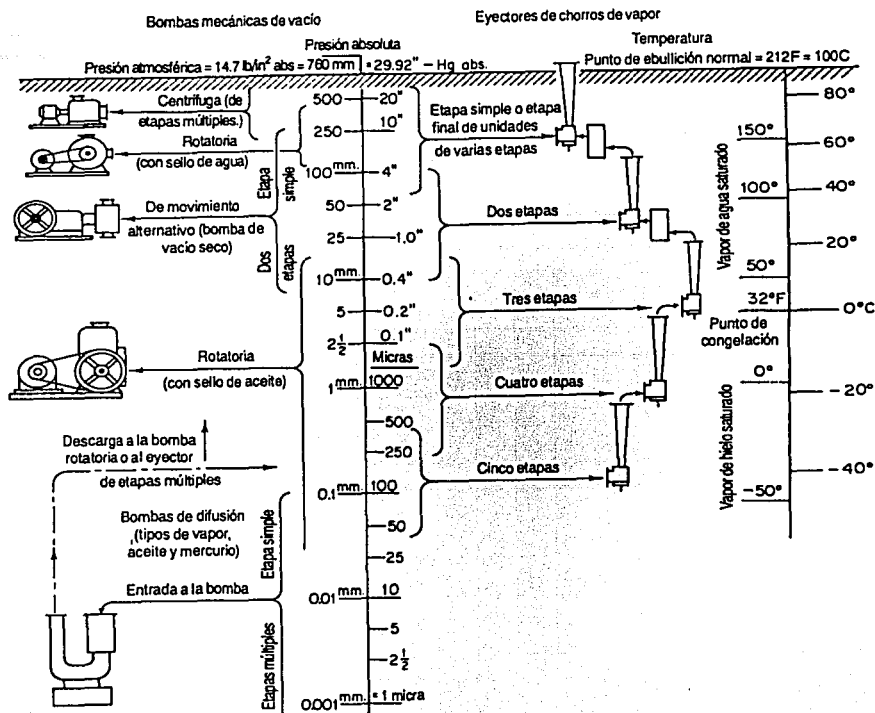 Bombas mecánicas de vacío
Eyectores de chorros de vapor
Presión absoluta
Temperatura
Presión atmosférica = 14.7 lb/in² abs = 760 mm = 29.92" – Hg abs.
Punto de ebullición normal = 212F = 100C
Centrífuga (de
etapas múltiples.)
Rotatoria
(con sello de agua)
De movimiento
alternativo (bomba de
vacio seco)
Etapa
simple
Dos
etapas
Rotatoria
(con sello de aceite)
Descarga a la bomba
rotatoria o al eyector
de etapas múltiples
Bombas de difusión
(tipos de vapor,
aceite y mercurio)
Entrada a la bomba
Etapa simple
Etapas múltiples
500 20"
250 10"
100 mm. 4"
50 2"
25 1.0"
10 mm. 0.4"
5 0.2"
2½ 0.1"
Micras
1 mm. 1000
500
250
0.1 mm. 100
50
25
0.01 mm. 10
5
2½
0.001 mm. = 1 micra
Etapa simple o etapa
final de unidades
de varias etapas
Dos etapas
Tres etapas
Cuatro etapas
Cinco etapas
Vapor de agua saturado
Vapor de hielo saturado
150°
100°
50°
32°F
Punto de
congelación
0°
-50°
80°
60°
40°
20°
0°C
-20°
-40°